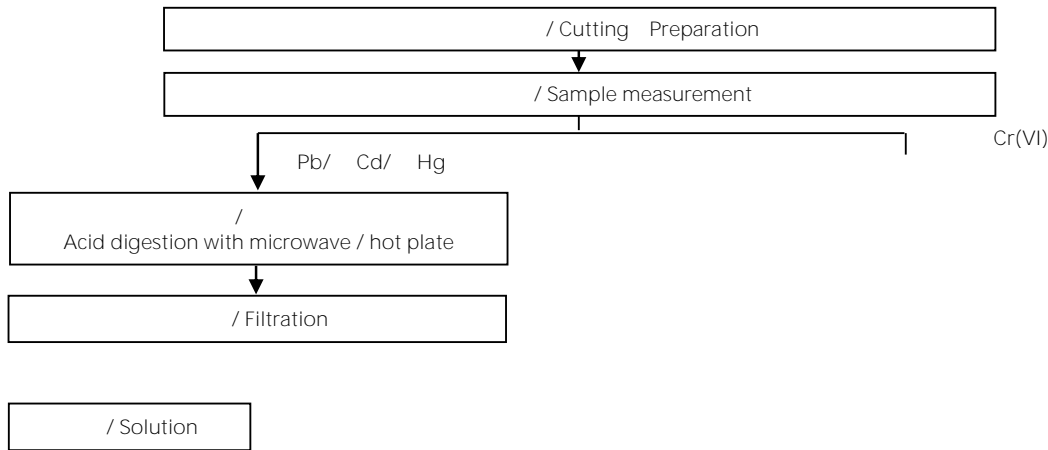 / Cutting Preparation
/ Sample measurement
Cr(VI)
Pb/ Cd/ Hg
/
Acid digestion with microwave / hot plate
/ Filtration
/ Solution